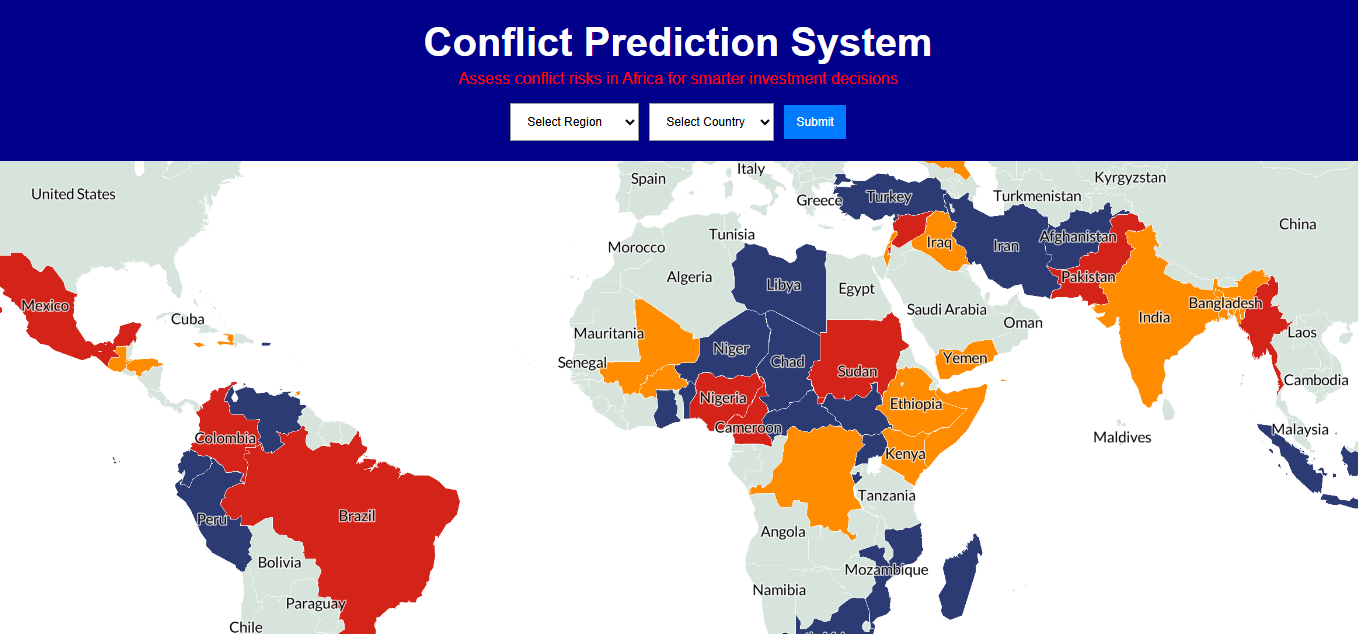 Conflict Prediction System
Assess conflict risks in Africa for smarter investment decisions
Select Region
Select Country
Submit
Italy
Kyrgyzstan
Spain
United States
Turkey
Turkmenistan
Greece
China
Tunisia
Afghanistan
Morocco
Iraq
Iran
Algeria
Pakistan
Libya
Egypt
Mexico
Bangladesh
Saudi Arabia
Cuba
India
Oman
Mauritania
Laos
Niger
Yemen
Senegal
Chad
Sudan
Cambodia
Nigeria
Ethiopia
Cameroon
Malaysia
Colombia
Maldives
Kenya
Tanzania
Brazil
Peru
Angola
Bolivia
Mozambique
Namibia
Paraguay
Chile